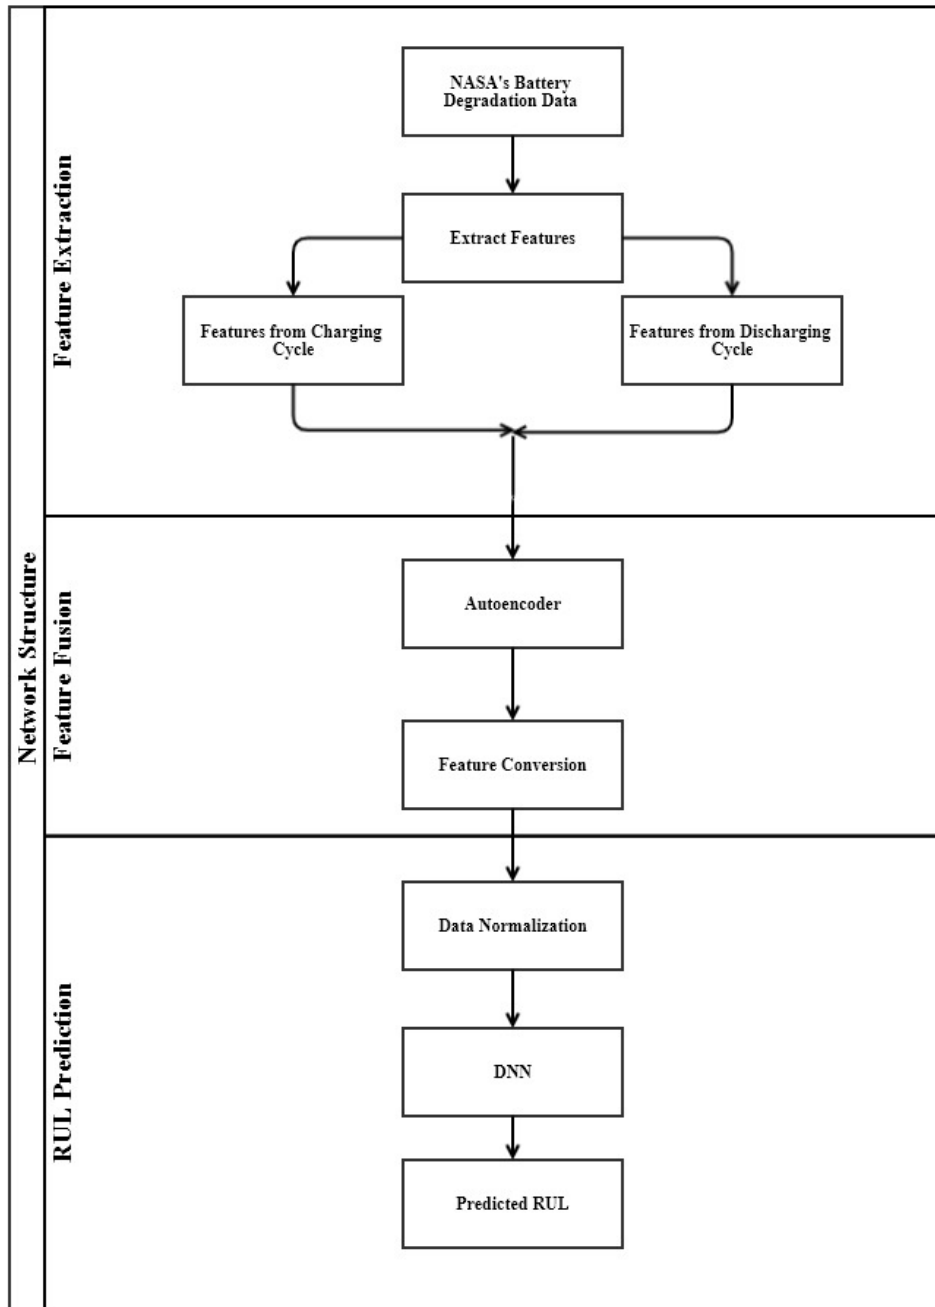 Network Structure
Feature Extraction
NASA's Battery
Degradation Data
Extract Features
Features from Charging
Cycle
Features from Discharging
Cycle
Feature Fusion
Autoencoder
Feature Conversion
RUL Prediction
Data Normalization
DNN
Predicted RUL